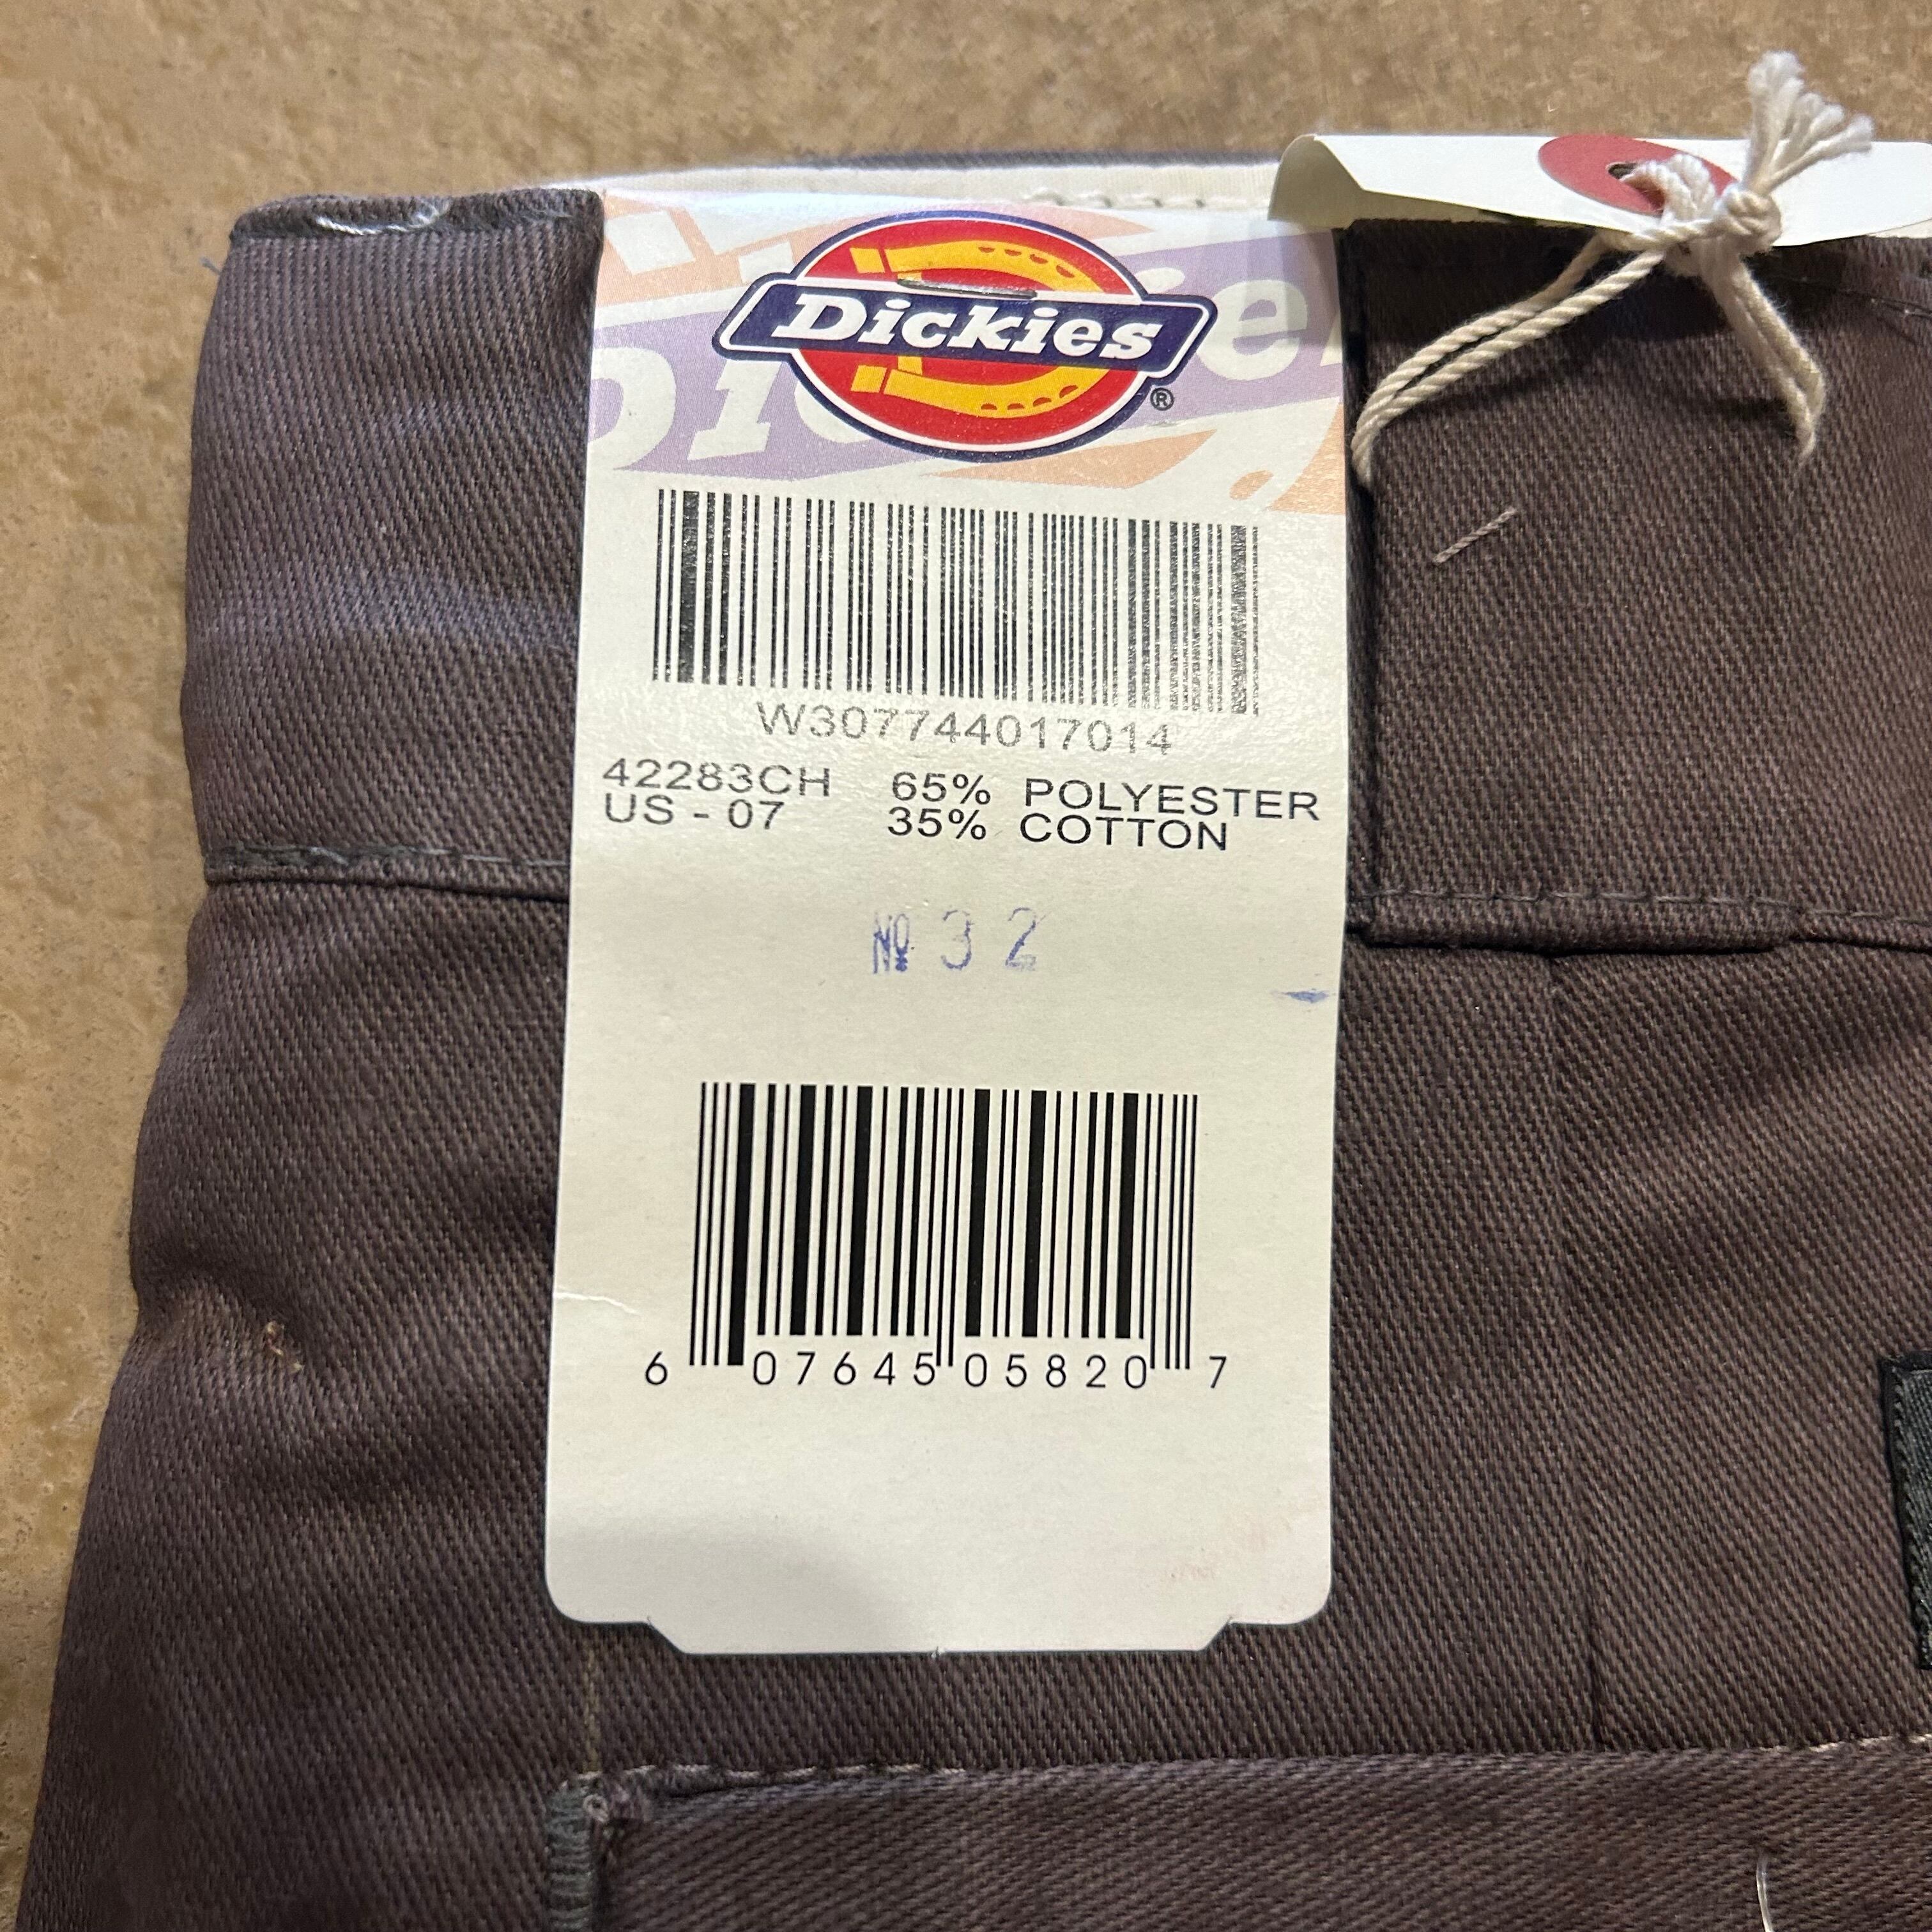 Dickies®
W307744017014
42283CH 65% POLYESTER
US - 07 35% COTTON
№ 32
6 07645 05820 7